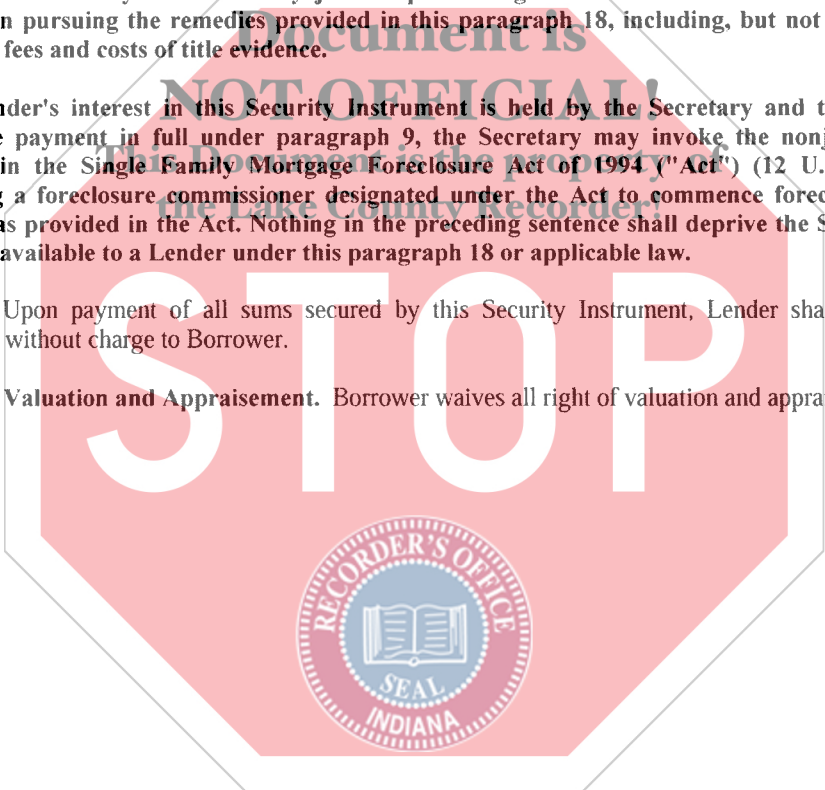 n pursuing the remedies provided in this paragraph 18, including, but not
fees and costs of title evidence.
Document is
NOT OFFICIAL!
This Document is the property of
the Lake County Recorder!
nder's interest in this Security Instrument is held by the Secretary and t
payment in full under paragraph 9, the Secretary may invoke the nonj
in the Single Family Mortgage Foreclosure Act of 1994 ("Act") (12 U.
g a foreclosure commissioner designated under the Act to commence forec
as provided in the Act. Nothing in the preceding sentence shall deprive the S
available to a Lender under this paragraph 18 or applicable law.
Upon payment of all sums secured by this Security Instrument, Lender sha
without charge to Borrower.
Valuation and Appraisement. Borrower waives all right of valuation and appra
STOP
RECORDER'S OFFICE
SEAL
INDIANA